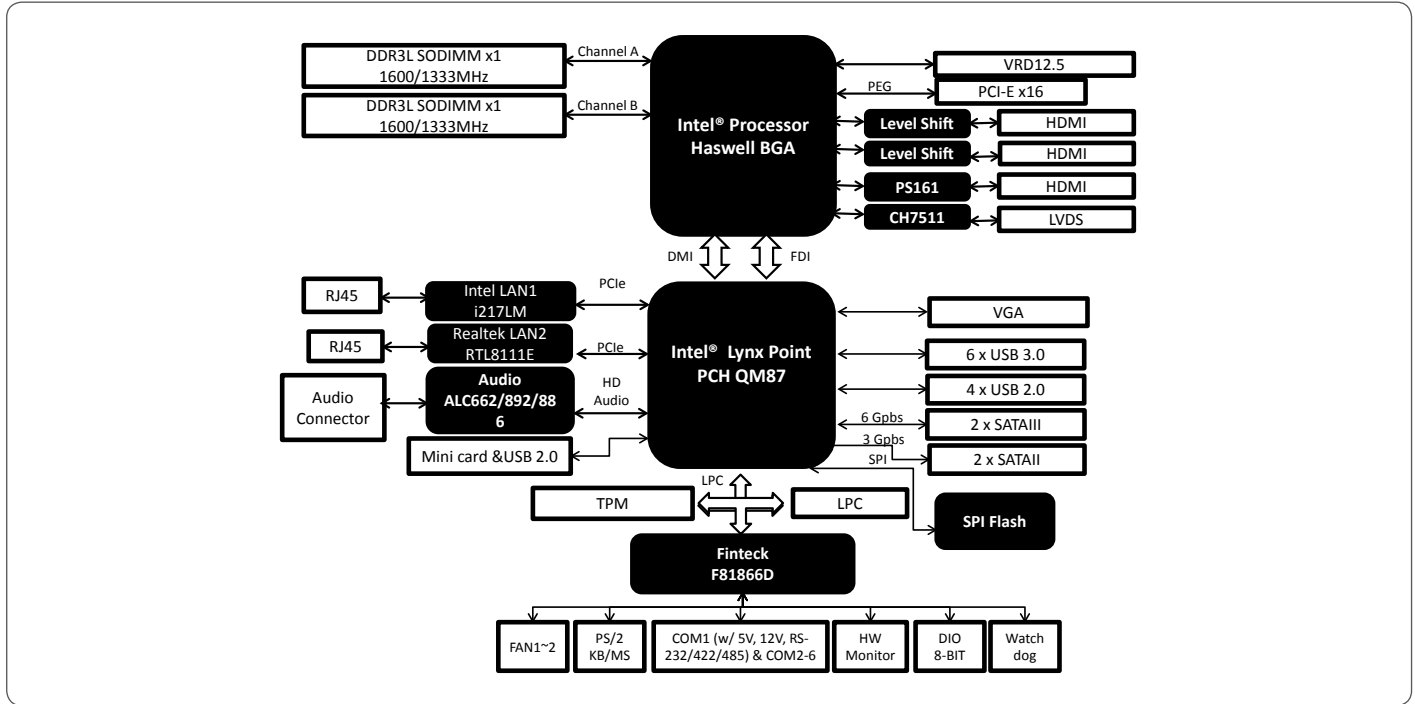 DDR3L SODIMM x1
1600/1333MHz
Channel A
DDR3L SODIMM x1
1600/1333MHz
Channel B
Intel® Processor
Haswell BGA
VRD12.5
PEG
PCI-E x16
Level Shift
HDMI
Level Shift
HDMI
PS161
HDMI
CH7511
LVDS
DMI
FDI
RJ45
Intel LAN1
i217LM
PCIe
RJ45
Realtek LAN2
RTL8111E
PCIe
Audio
Connector
Audio
ALC662/892/88
6
HD
Audio
Mini card &USB 2.0
Intel® Lynx Point
PCH QM87
VGA
6 x USB 3.0
4 x USB 2.0
6 Gpbs
2 x SATAIII
3 Gpbs
2 x SATAII
SPI
SPI Flash
LPC
TPM
LPC
Finteck
F81866D
FAN1~2
PS/2
KB/MS
COM1 (w/ 5V, 12V, RS-
232/422/485) & COM2-6
HW
Monitor
DIO
8-BIT
Watch
dog